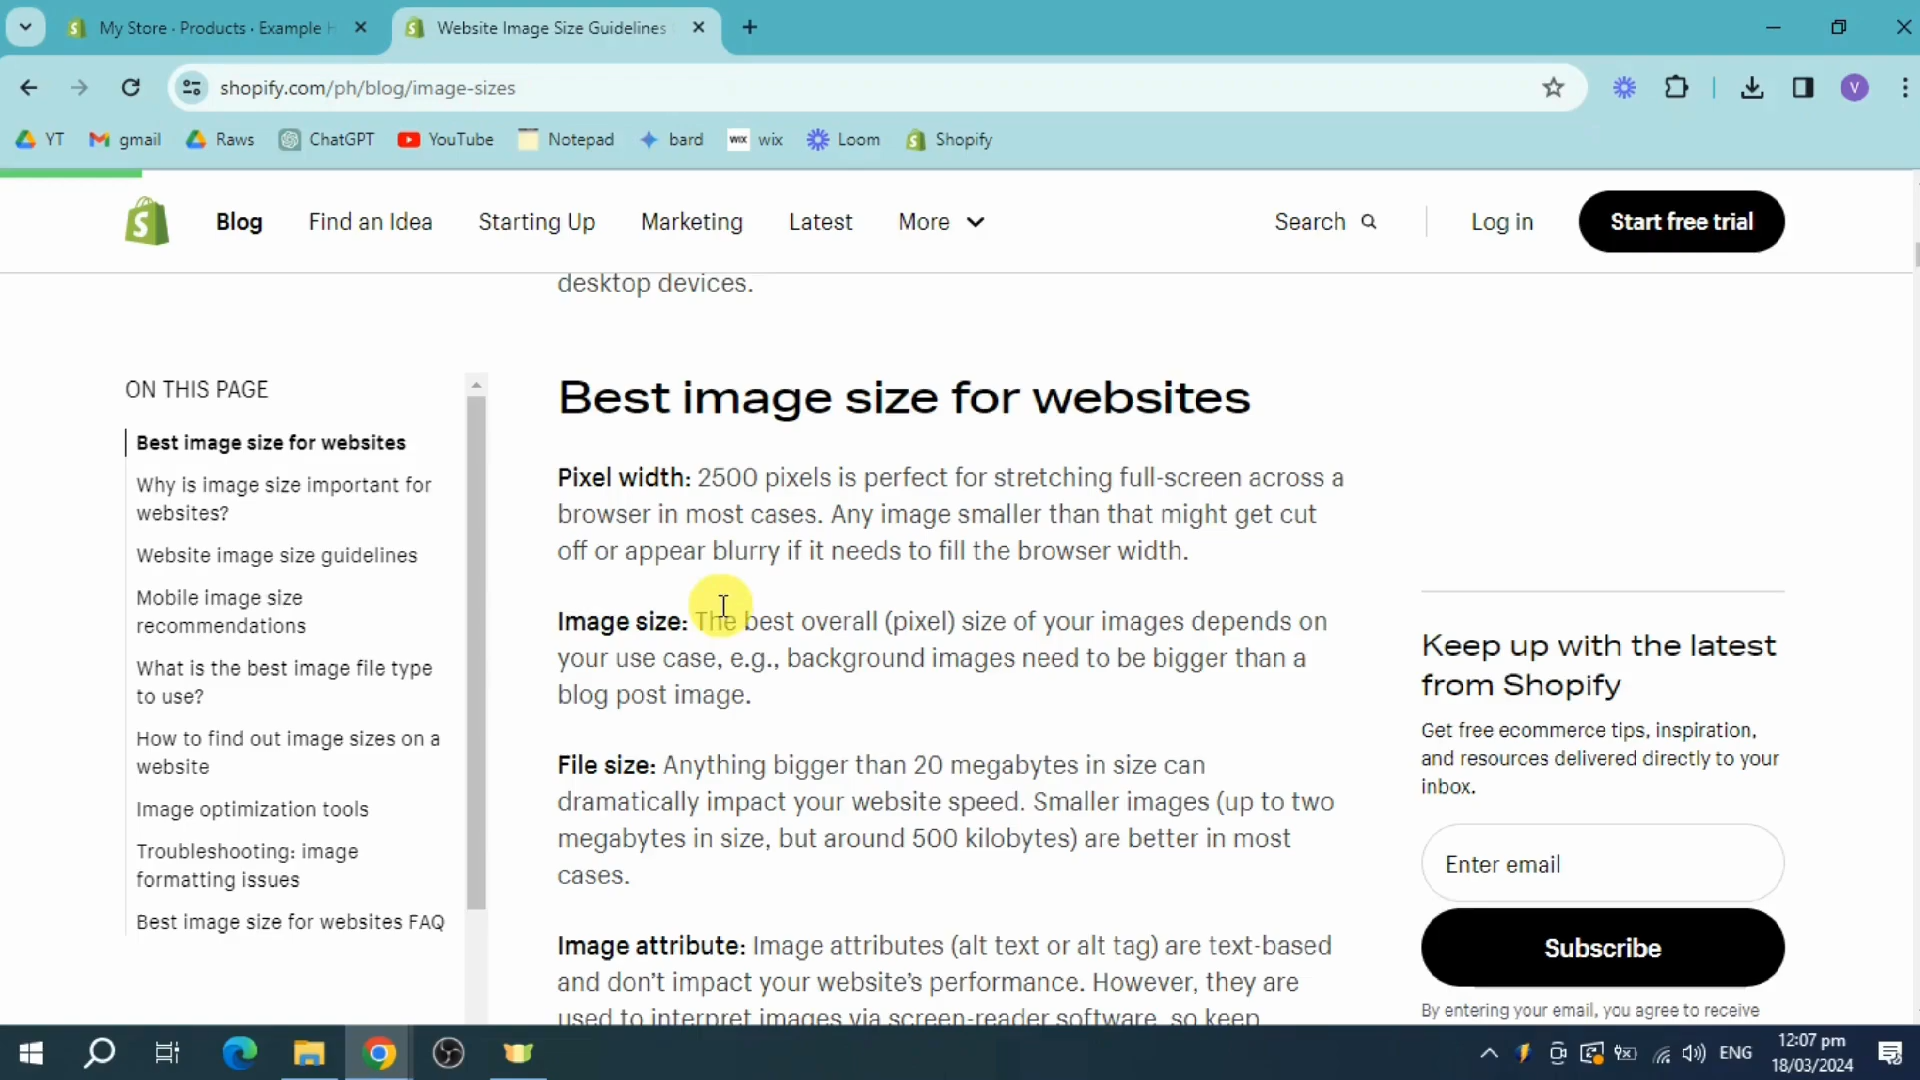 My Store · Products · Example H
Website Image Size Guidelines
shopify.com/ph/blog/image-sizes
V
YT
gmail
Raws
ChatGPT
YouTube
Notepad
bard
WIX wix
Loom
Shopify
Blog
Find an Idea
Starting Up
Marketing
Latest
More
Search
Log in
Start free trial
desktop devices.
ON THIS PAGE
Best image size for websites
Why is image size important for
websites?
Website image size guidelines
Mobile image size
recommendations
What is the best image file type
to use?
How to find out image sizes on a
website
Image optimization tools
Troubleshooting: image
formatting issues
Best image size for websites FAQ
Best image size for websites
Pixel width: 2500 pixels is perfect for stretching full-screen across a
browser in most cases. Any image smaller than that might get cut
off or appear blurry if it needs to fill the browser width.
Image size: The best overall (pixel) size of your images depends on
your use case, e.g., background images need to be bigger than a
blog post image.
File size: Anything bigger than 20 megabytes in size can
dramatically impact your website speed. Smaller images (up to two
megabytes in size, but around 500 kilobytes) are better in most
cases.
Image attribute: Image attributes (alt text or alt tag) are text-based
and don't impact your website's performance. However, they are
used to interpret images via screen-reader software, so keep
Keep up with the latest
from Shopify
Get free ecommerce tips, inspiration,
and resources delivered directly to your
inbox.
Enter email
Subscribe
By entering your email, you agree to receive
ENG
12:07 pm
18/03/2024